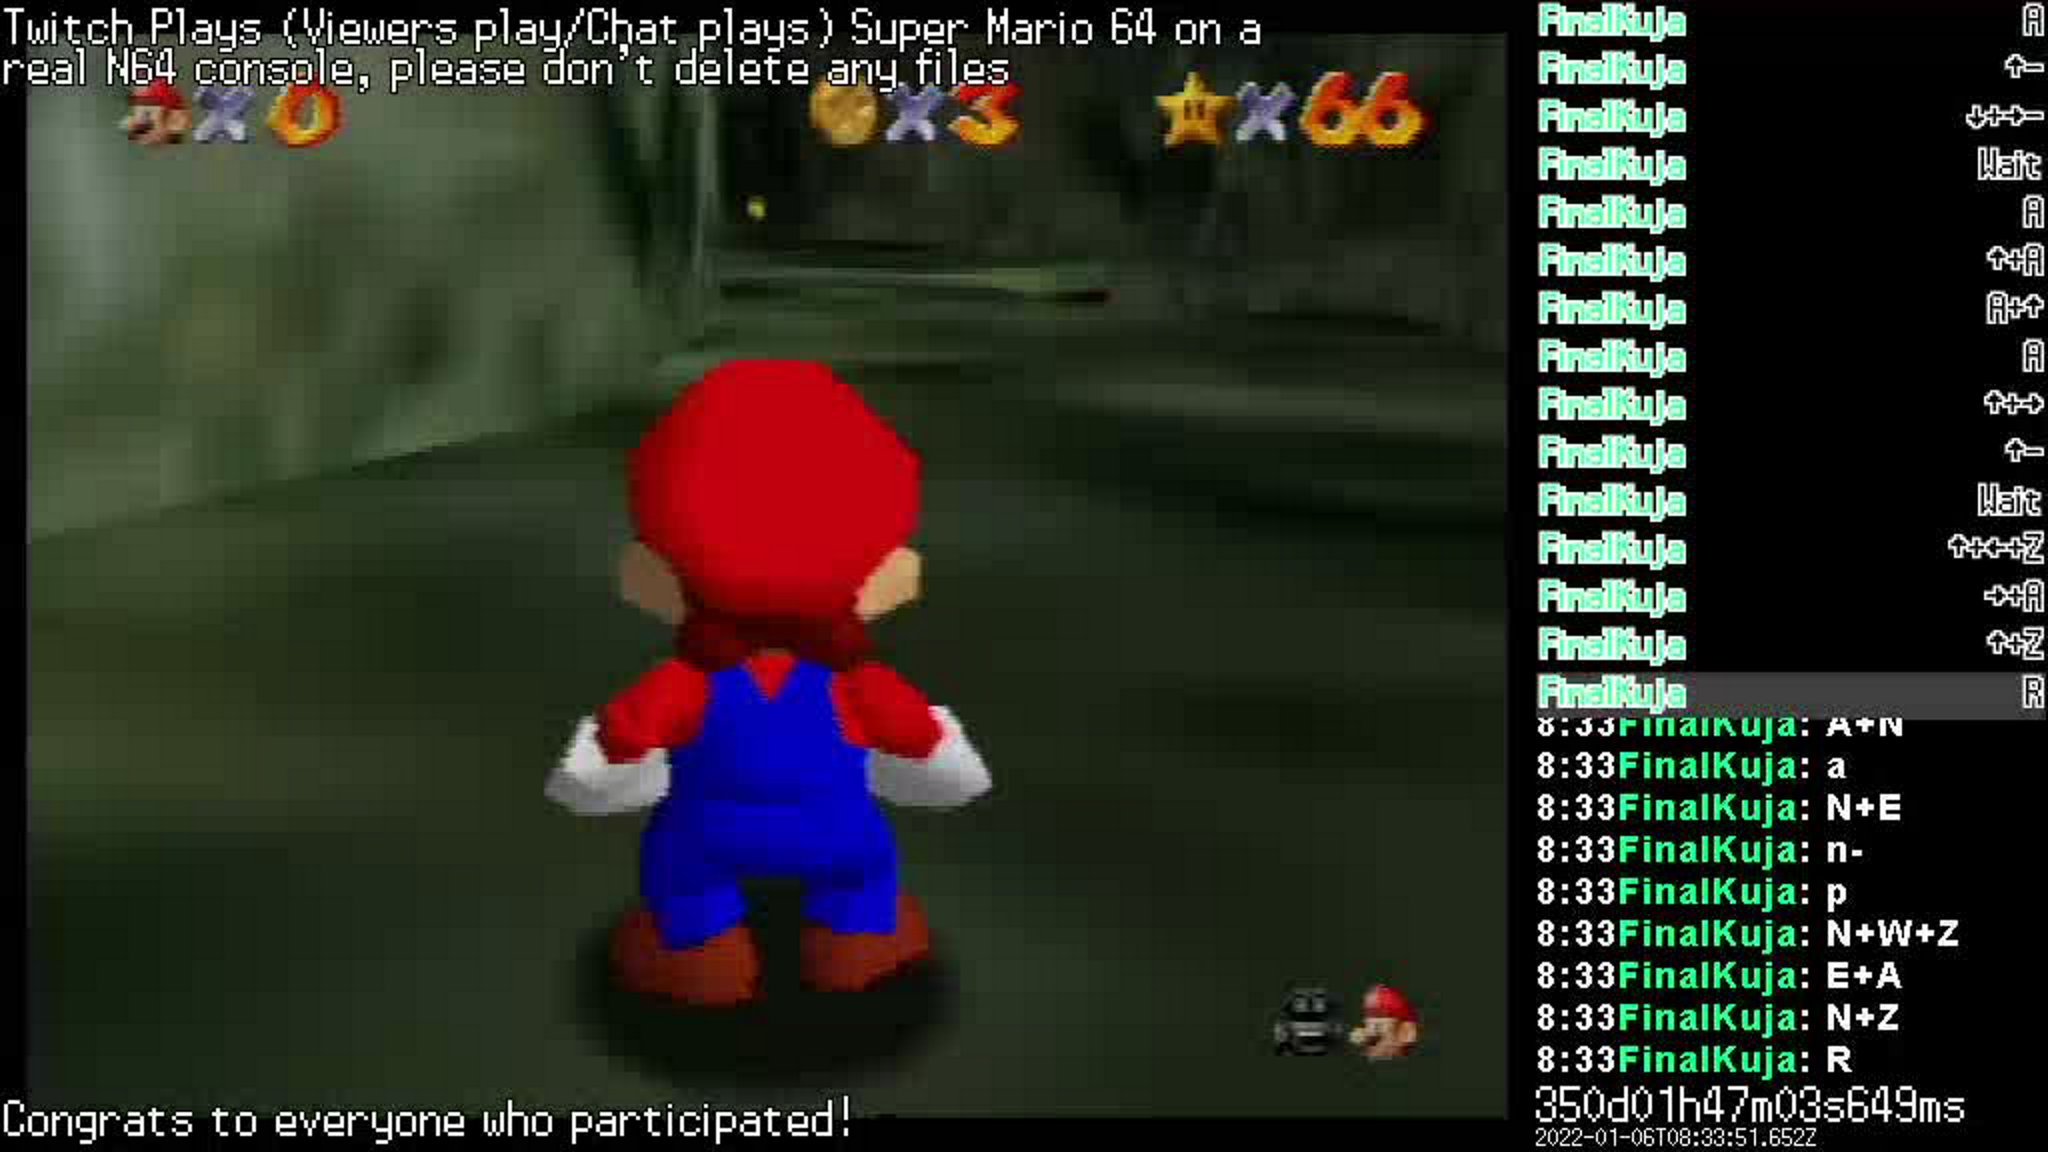 Twitch Plays (Viewers play/Chat plays) Super Mario 64 on a
real N64 console, please don't delete any files
x 0
x 3
x 66
FinalKuja A
FinalKuja ↑-
FinalKuja ↓+→-
FinalKuja Wait
FinalKuja A
FinalKuja ↑+A
FinalKuja A+↑
FinalKuja A
FinalKuja ↑+→
FinalKuja ↑-
FinalKuja Wait
FinalKuja ↑+←+Z
FinalKuja →+A
FinalKuja ↑+Z
FinalKuja R
8:33FinalKuja: A+N
8:33FinalKuja: a
8:33FinalKuja: N+E
8:33FinalKuja: n-
8:33FinalKuja: p
8:33FinalKuja: N+W+Z
8:33FinalKuja: E+A
8:33FinalKuja: N+Z
8:33FinalKuja: R
350d01h47m03s649ms
2022-01-06T08:33:51.652Z
Congrats to everyone who participated!